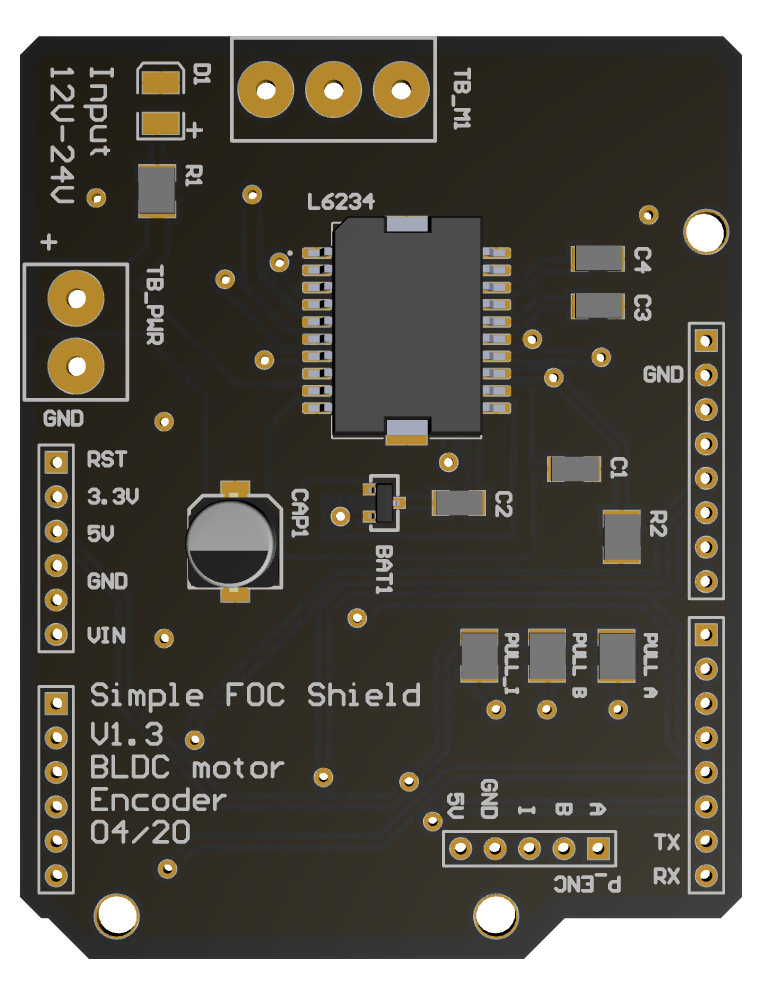 Input
12V-24V
D1
+
R1
TB_M1
L6234
+
TB_PWR
GND
C4
C3
GND
RST
3.3V
5V
GND
VIN
CAP1
BAT1
C2
C1
R2
PULL_I
PULL B
PULL A
Simple FOC Shield
V1.3
BLDC motor
Encoder
04/20
5V
GND
I
B
A
P_ENC
TX
RX